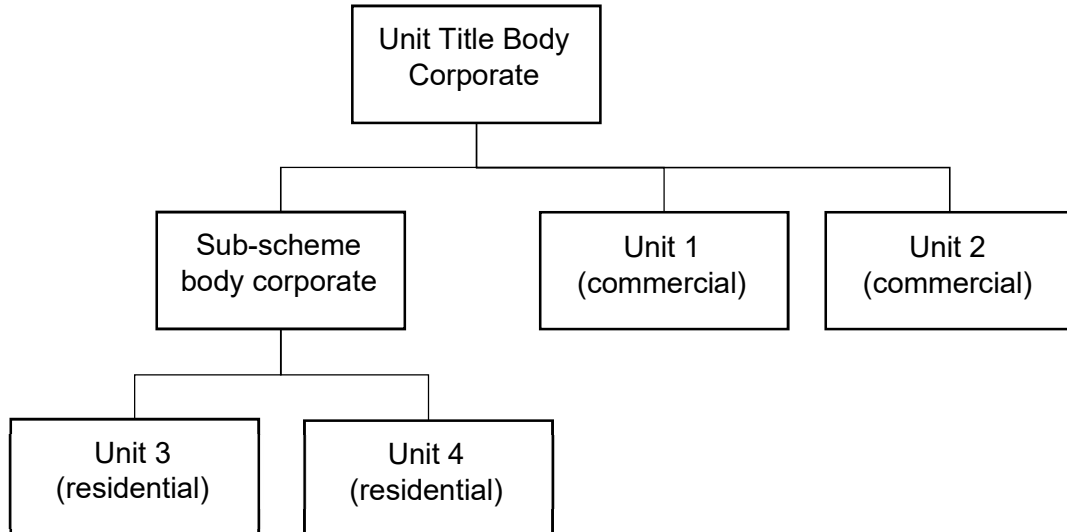 Unit Title Body
Corporate
Sub-scheme
body corporate
Unit 1
(commercial)
Unit 2
(commercial)
Unit 3
(residential)
Unit 4
(residential)